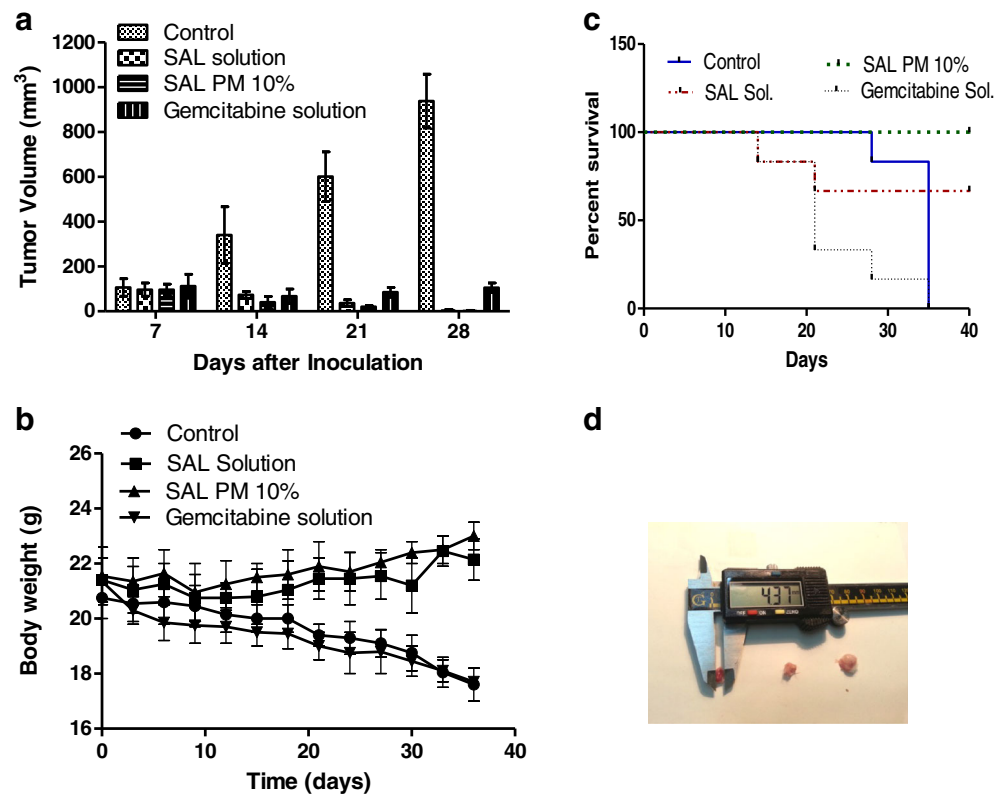 a
Control
SAL solution
SAL PM 10%
Gemcitabine solution
Tumor Volume (mm³)
1200
1000
800
600
400
200
0
7 14 21 28
Days after Inoculation
c
Control
SAL Sol.
SAL PM 10%
Gemcitabine Sol.
Percent survival
150
100
50
0
0 10 20 30 40
Days
b
Control
SAL Solution
SAL PM 10%
Gemcitabine solution
Body weight (g)
26
24
22
20
18
16
0 10 20 30 40
Time (days)
d
4.37